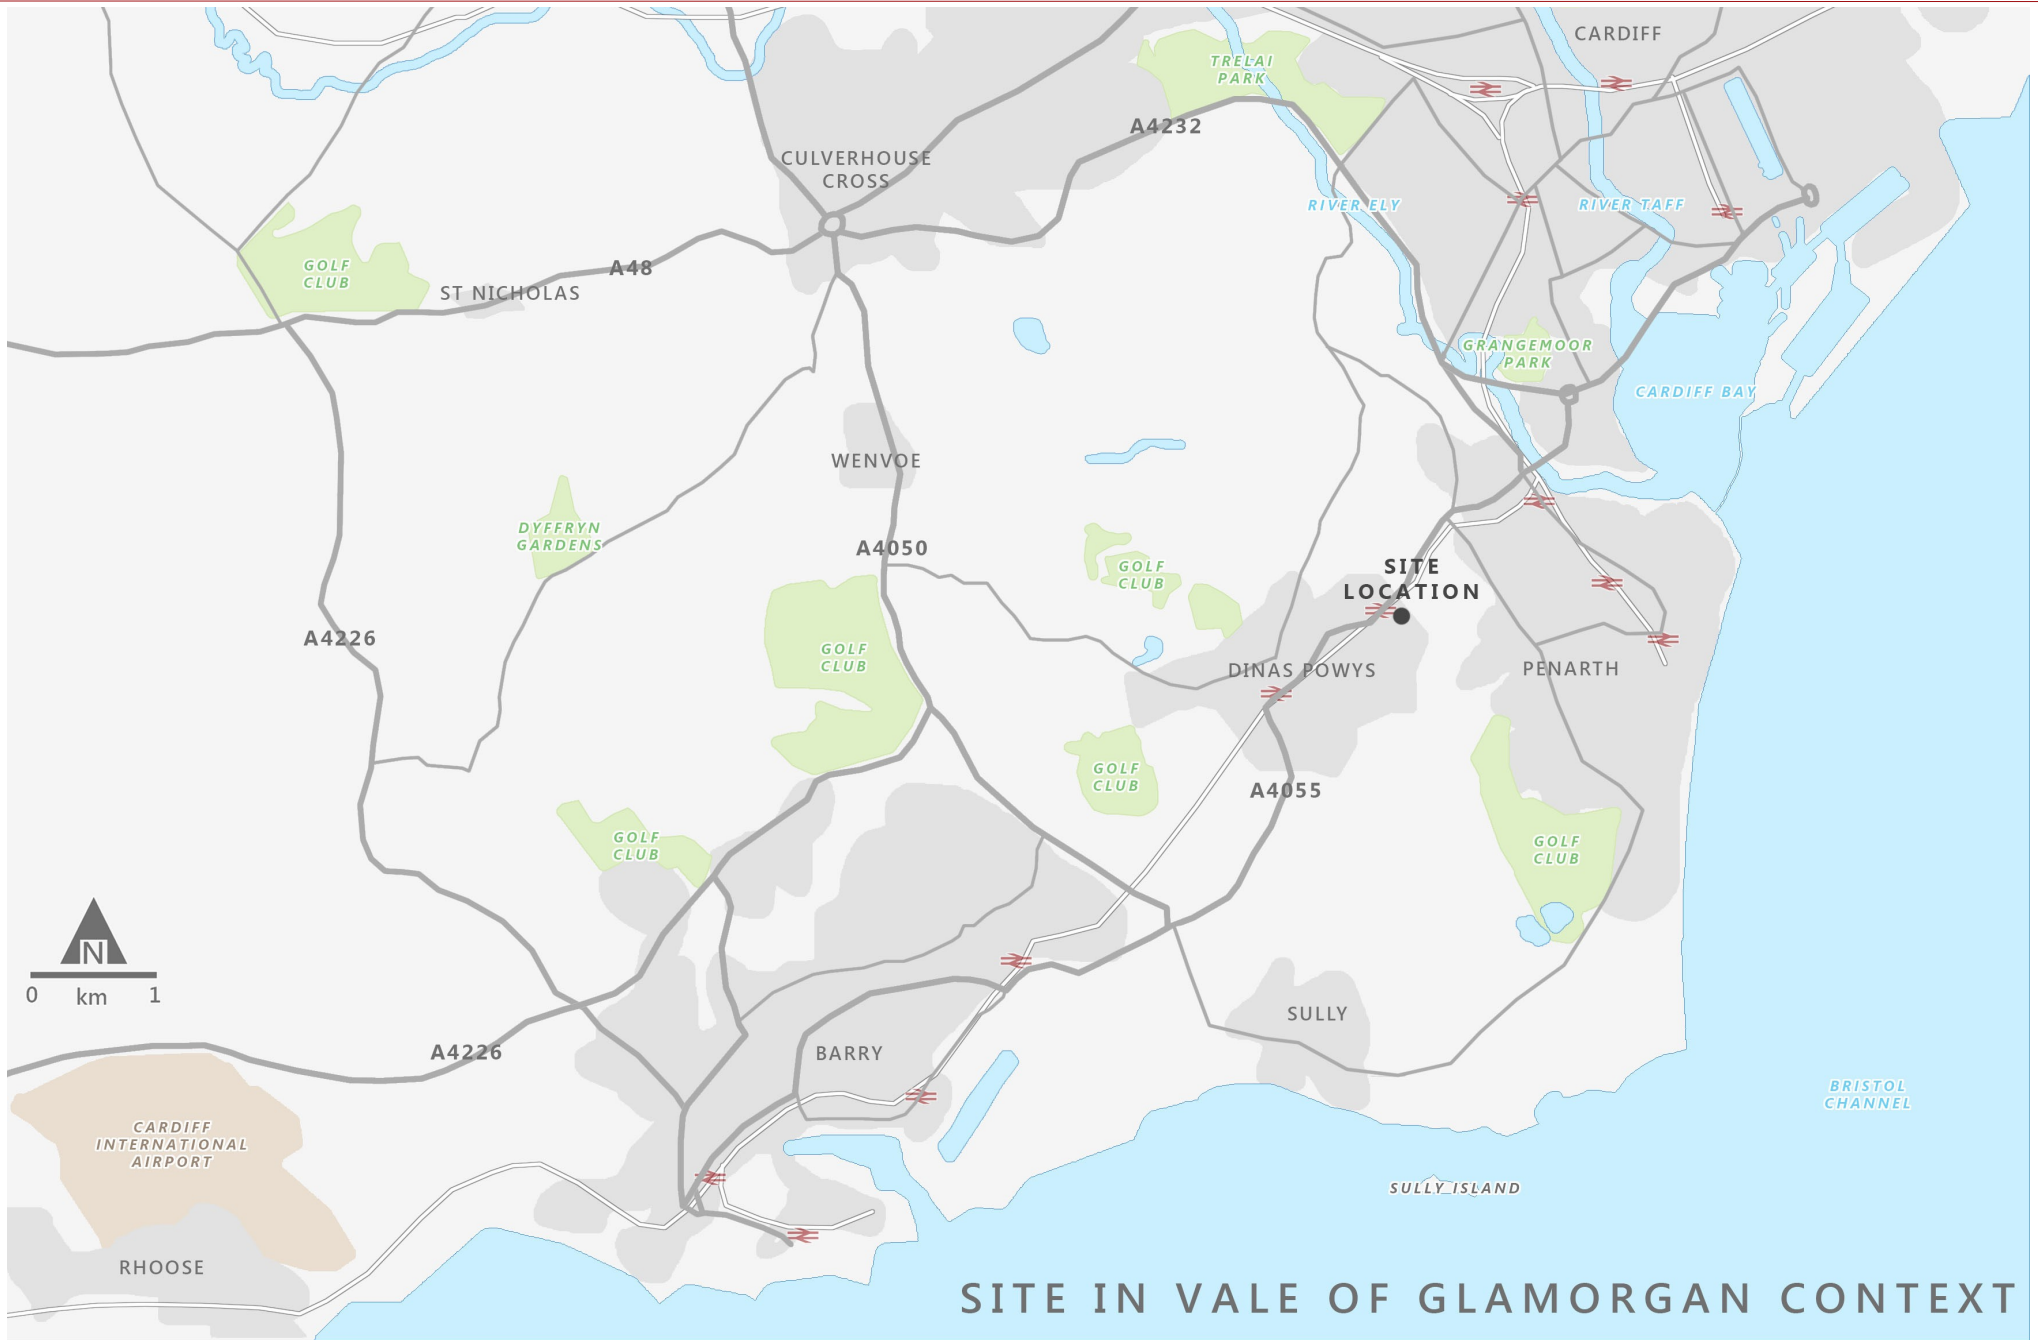 CARDIFF
TRELAI
PARK
A4232
CULVERHOUSE
CROSS
RIVER ELY
RIVER TAFF
GOLF
CLUB
A48
ST NICHOLAS
GRANGEMOOR
PARK
CARDIFF BAY
WENVOE
DYFFRYN
GARDENS
A4050
GOLF
CLUB
SITE
LOCATION
A4226
GOLF
CLUB
DINAS POWYS
PENARTH
GOLF
CLUB
A4055
GOLF
CLUB
GOLF
CLUB
N
0 km 1
SULLY
A4226
BARRY
BRISTOL
CHANNEL
CARDIFF
INTERNATIONAL
AIRPORT
SULLY ISLAND
RHOOSE
SITE IN VALE OF GLAMORGAN CONTEXT